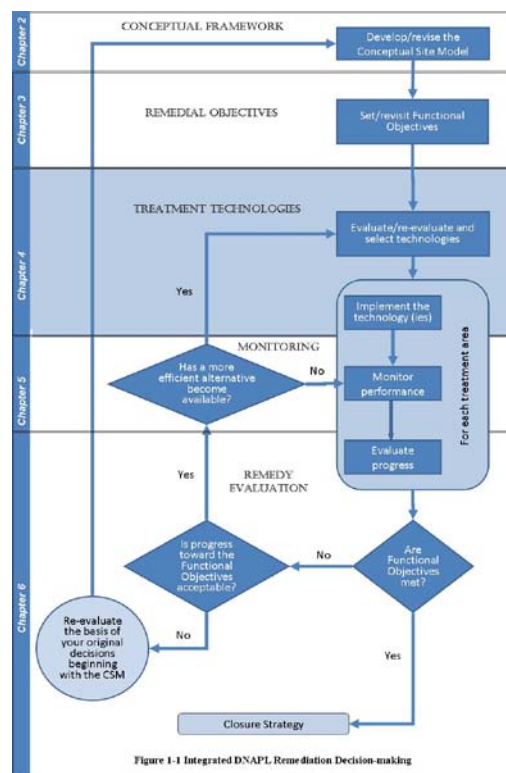 Chapter 2
CONCEPTUAL FRAMEWORK
Develop/revise the
Conceptual Site Model
Chapter 3
REMEDIAL OBJECTIVES
Set/revisit Functional
Objectives
Chapter 4
TREATMENT TECHNOLOGIES
Evaluate/re-evaluate and
select technologies
Yes
Implement the
technology (ies)
For each treatment area
Chapter 5
MONITORING
Has a more
efficient alternative
become
available?
No
Monitor
performance
Evaluate
progress
Chapter 6
Yes
REMEDY
EVALUATION
Is progress
toward the
Functional
Objectives
acceptable?
No
Are
Functional
Objectives
met?
No
Re-evaluate
the basis of
your original
decisions
beginning
with the CSM
Yes
Closure Strategy
Figure 1-1 Integrated DNAPL Remediation Decision-making